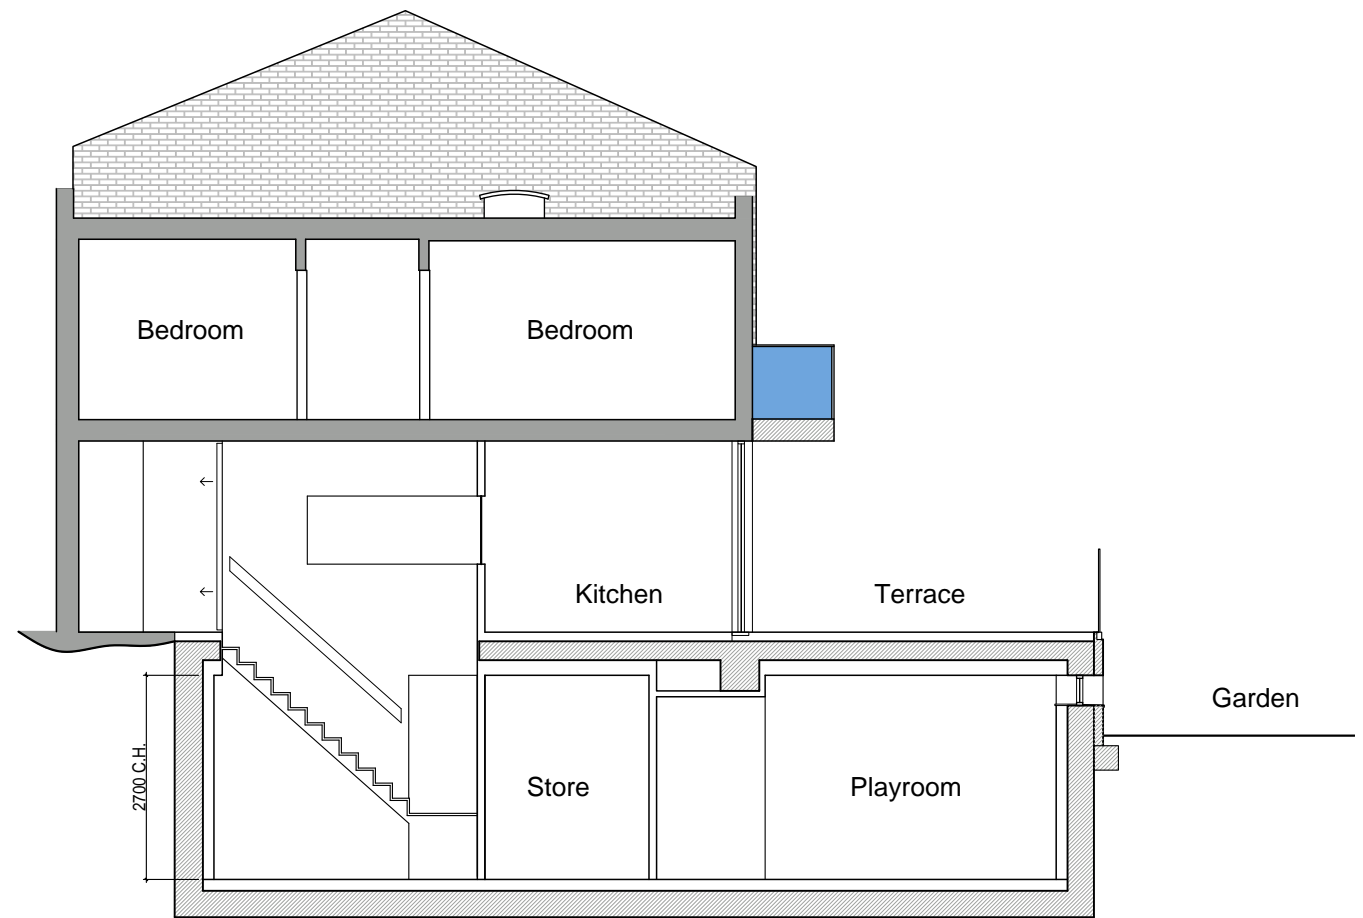 Bedroom
Bedroom
Kitchen
Terrace
Garden
2700 C.H.
Store
Playroom